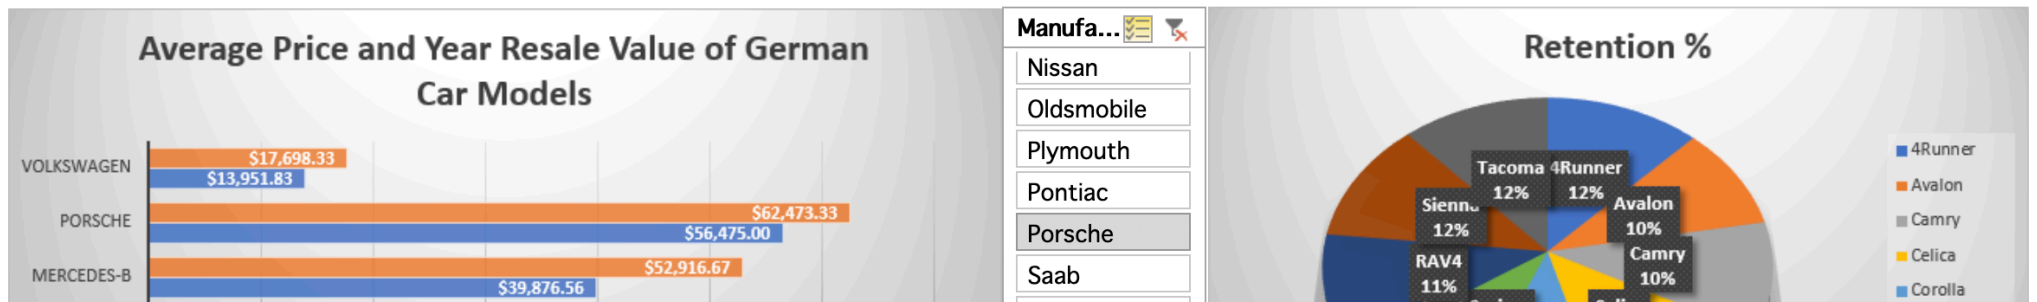 Average Price and Year Resale Value of German
Car Models
VOLKSWAGEN
$17,698.33
$13,951.83
PORSCHE
$62,473.33
$56,475.00
MERCEDES-B
$52,916.67
$39,876.56
Manufa...
Nissan
Oldsmobile
Plymouth
Pontiac
Porsche
Saab
Retention %
Tacoma
12%
4Runner
12%
Sienna
12%
Avalon
10%
RAV4
11%
Camry
10%
4Runner
Avalon
Camry
Celica
Corolla